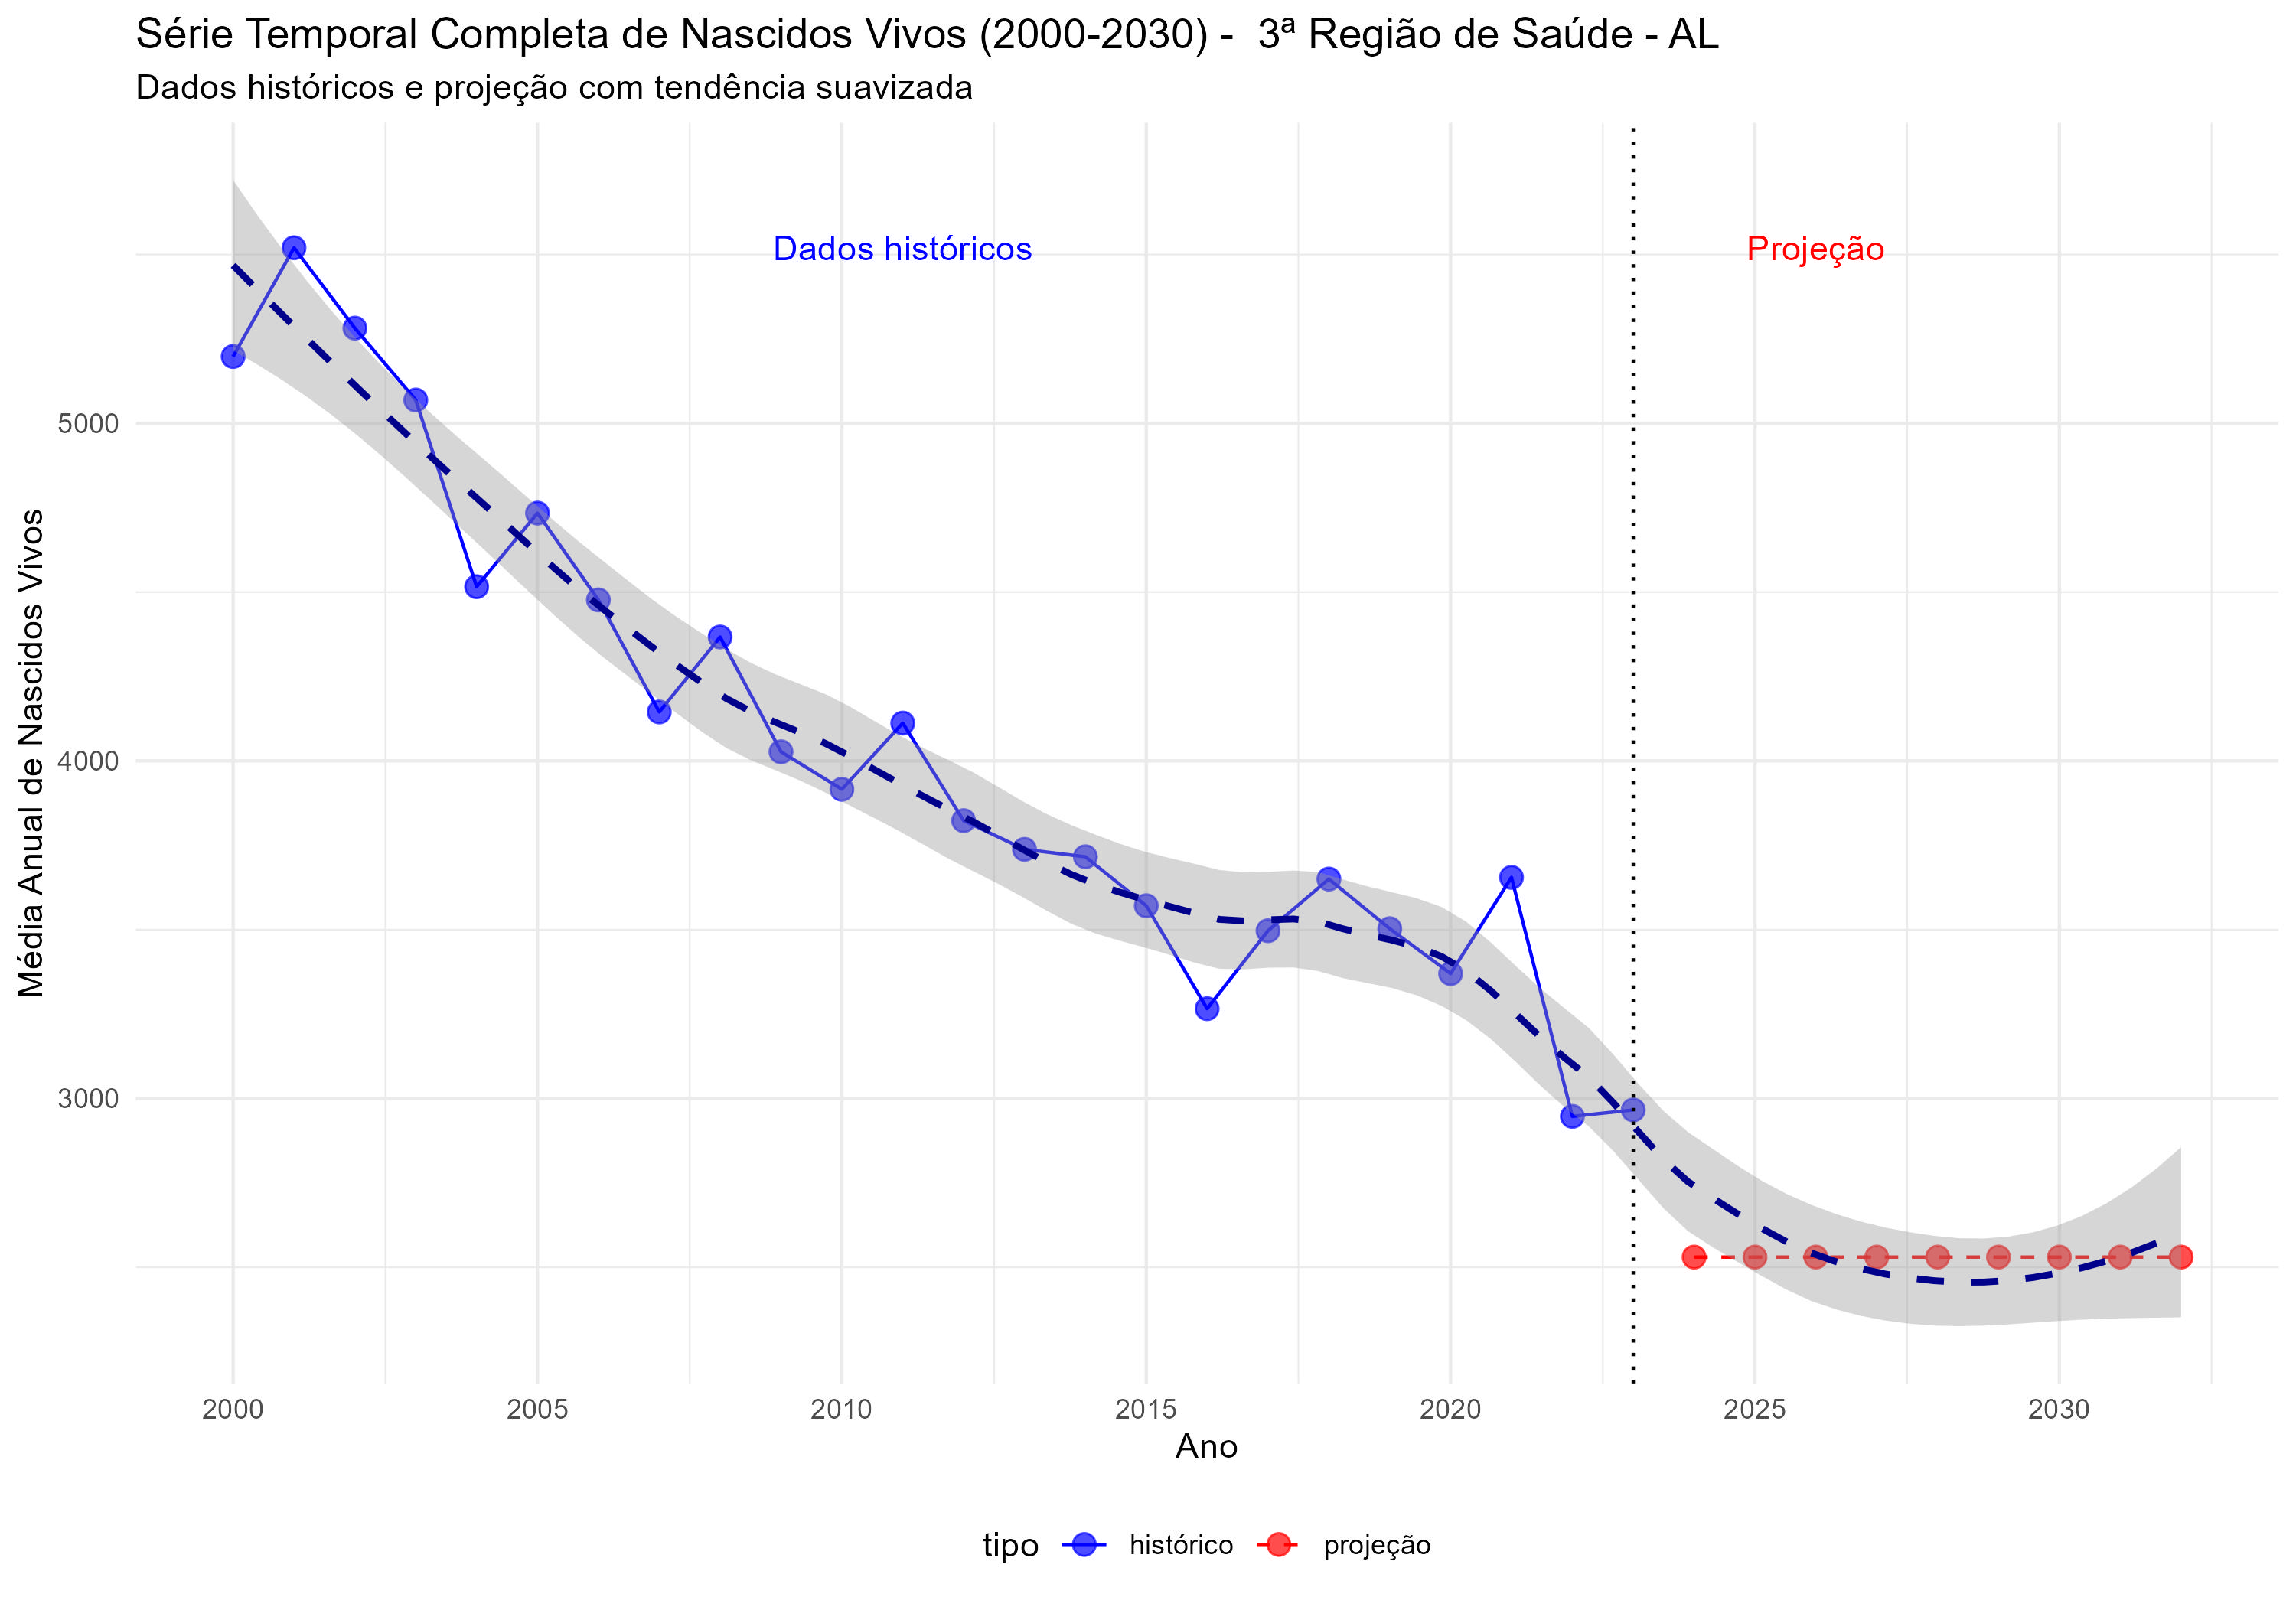 Série Temporal Completa de Nascidos Vivos (2000-2030) -  3ª Região de Saúde - AL
Dados históricos e projeção com tendência suavizada
Dados históricos
Projeção
Média Anual de Nascidos Vivos
5000
4000
3000
2000
2005
2010
2015
2020
2025
2030
Ano
tipo
histórico
projeção